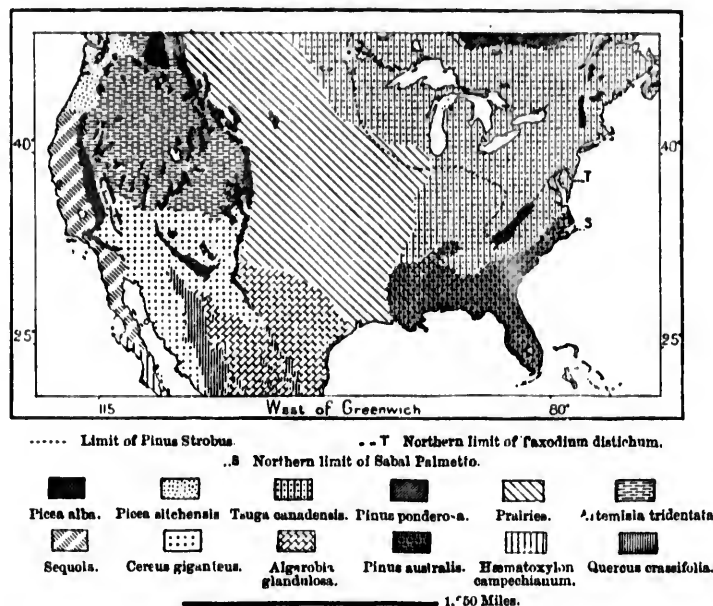 40°
40°
T
S
25°
25°
115
West of Greenwich
80°
Limit of Pinus Strobus.
T Northern limit of Taxodium distichum.
S Northern limit of Sabal Palmetto.
Picea alba. Picea sitchensis Tsuga canadensis. Pinus ponderosa. Prairies. Artemisia tridentata
Sequoia. Cereus giganteus. Algarobia Pinus australis. Hæmatoxylon Quercus crassifolia.
glandulosa. campechianum.
Miles.